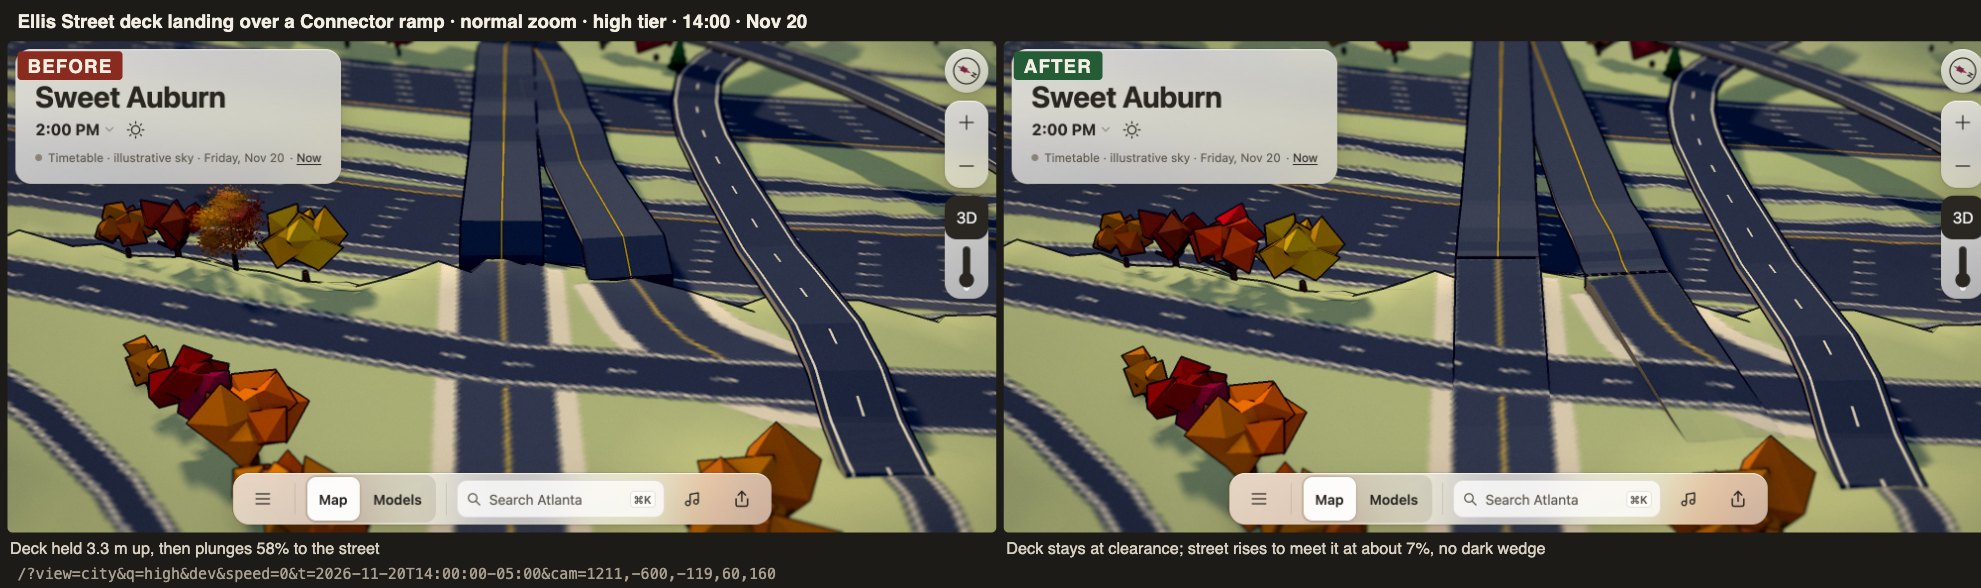 Ellis Street deck landing over a Connector ramp · normal zoom · high tier · 14:00 · Nov 20
BEFORE
Sweet Auburn
2:00 PM
Timetable · illustrative sky · Friday, Nov 20 · Now
3D
Map
Models
Search Atlanta
⌘K
Deck held 3.3 m up, then plunges 58% to the street
AFTER
Sweet Auburn
2:00 PM
Timetable · illustrative sky · Friday, Nov 20 · Now
3D
Map
Models
Search Atlanta
⌘K
Deck stays at clearance; street rises to meet it at about 7%, no dark wedge
/?view=city&q=high&dev&speed=0&t=2026-11-20T14:00:00-05:00&cam=1211,-600,-119,60,160